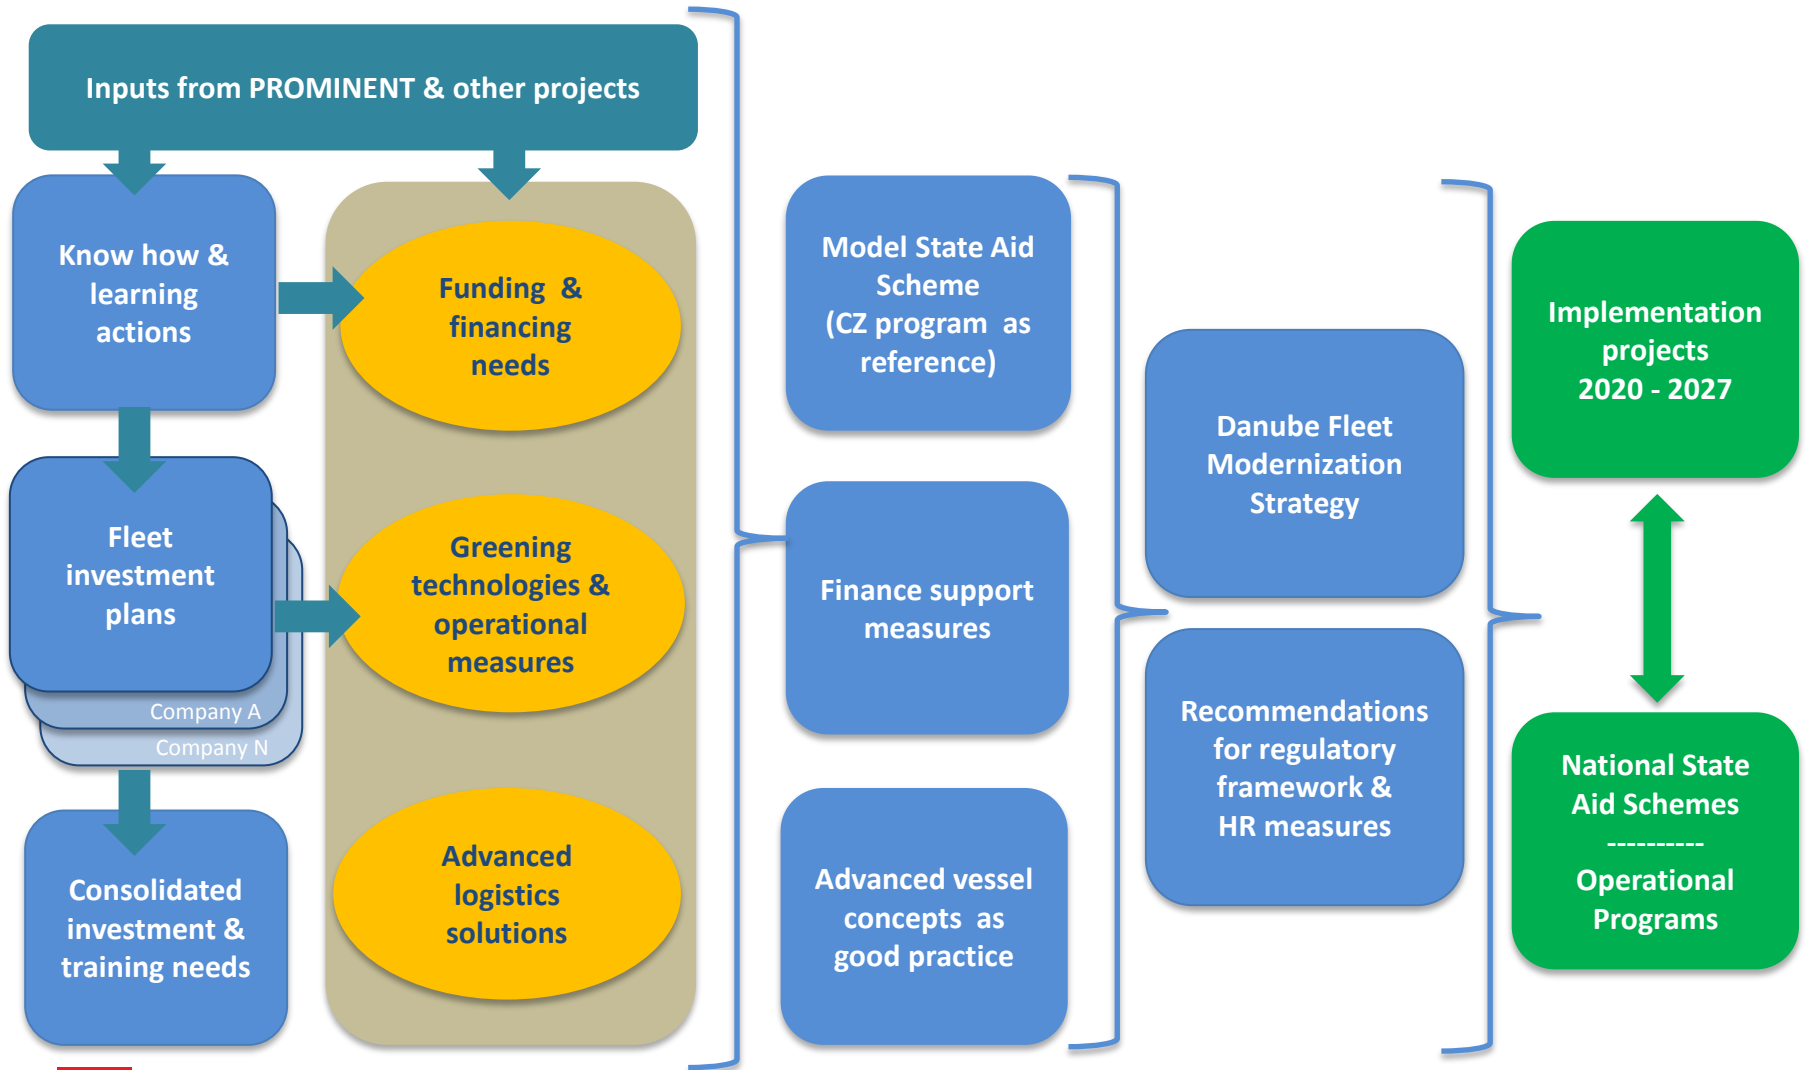 Inputs from PROMINENT & other projects
Know how &
learning
actions
Fleet
investment
plans
Company A
Company N
Consolidated
investment &
training needs
Funding & 
financing
needs
Greening
technologies &
operational
measures
Advanced
logistics
solutions
Model State Aid
Scheme
(CZ program as
reference)
Finance support
measures
Advanced vessel
concepts as
good practice
Danube Fleet
Modernization
Strategy
Recommendations
for regulatory
framework &
HR measures
Implementation
projects
2020 - 2027
National State
Aid Schemes
----------
Operational
Programs